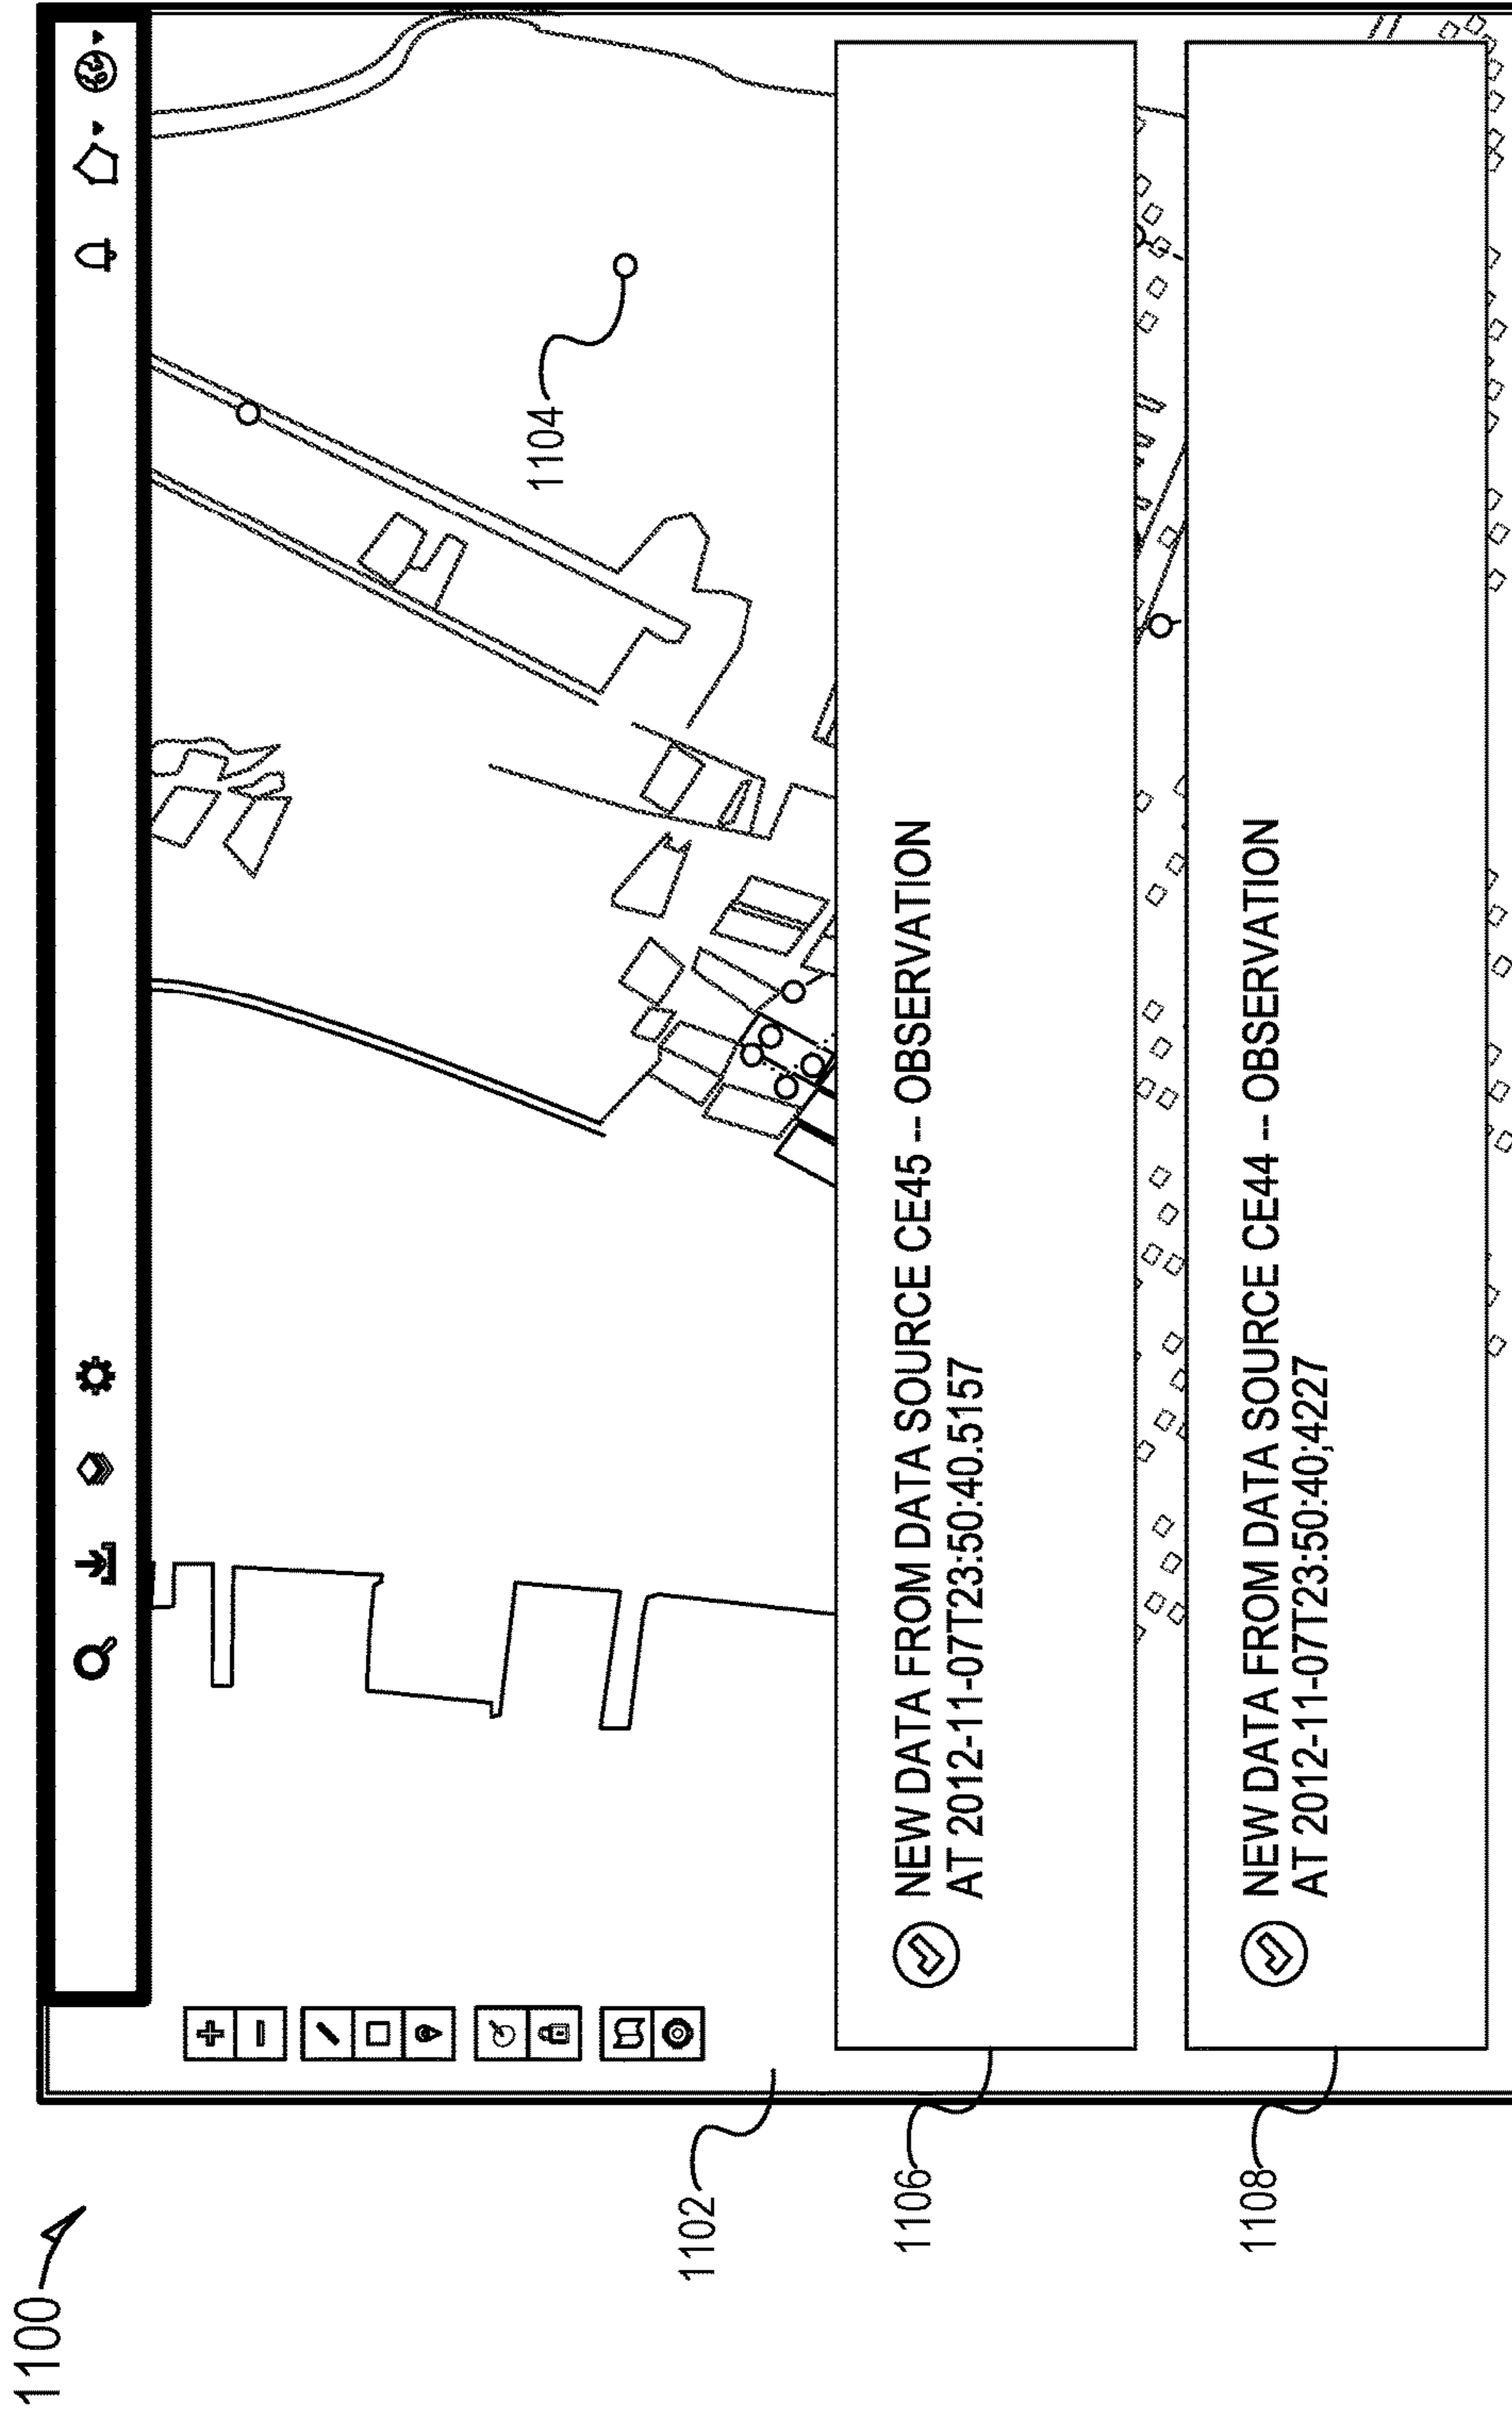 1100
1104
1102
1106
NEW DATA FROM DATA SOURCE CE45 -- OBSERVATION
AT 2012-11-07T23:50:40.5157
1108
NEW DATA FROM DATA SOURCE CE44 -- OBSERVATION
AT 2012-11-07T23:50:40;4227